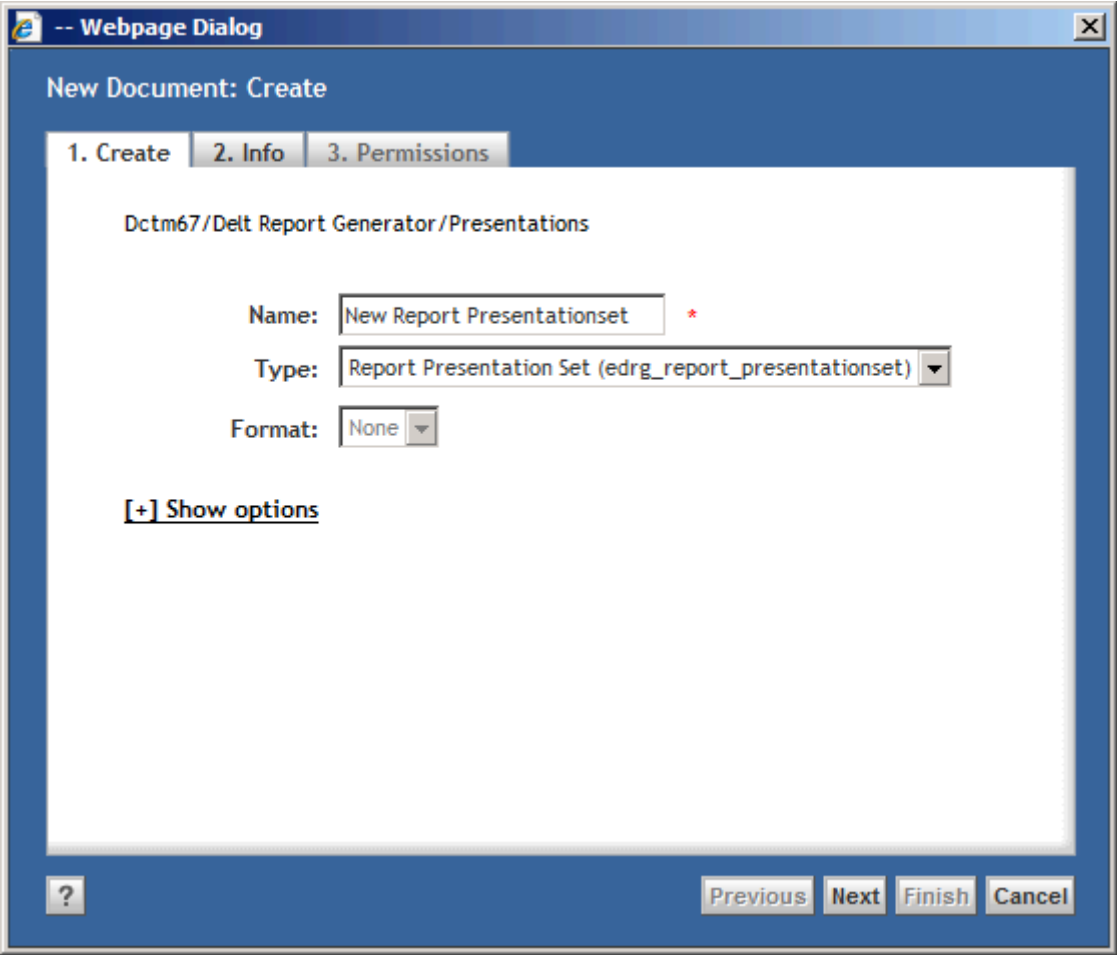 -- Webpage Dialog
New Document: Create
1. Create 2. Info 3. Permissions
Dctm67/Delt Report Generator/Presentations
Name: New Report Presentationset *
Type: Report Presentation Set (edrg_report_presentationset)
Format: None
[+] Show options
? Previous Next Finish Cancel